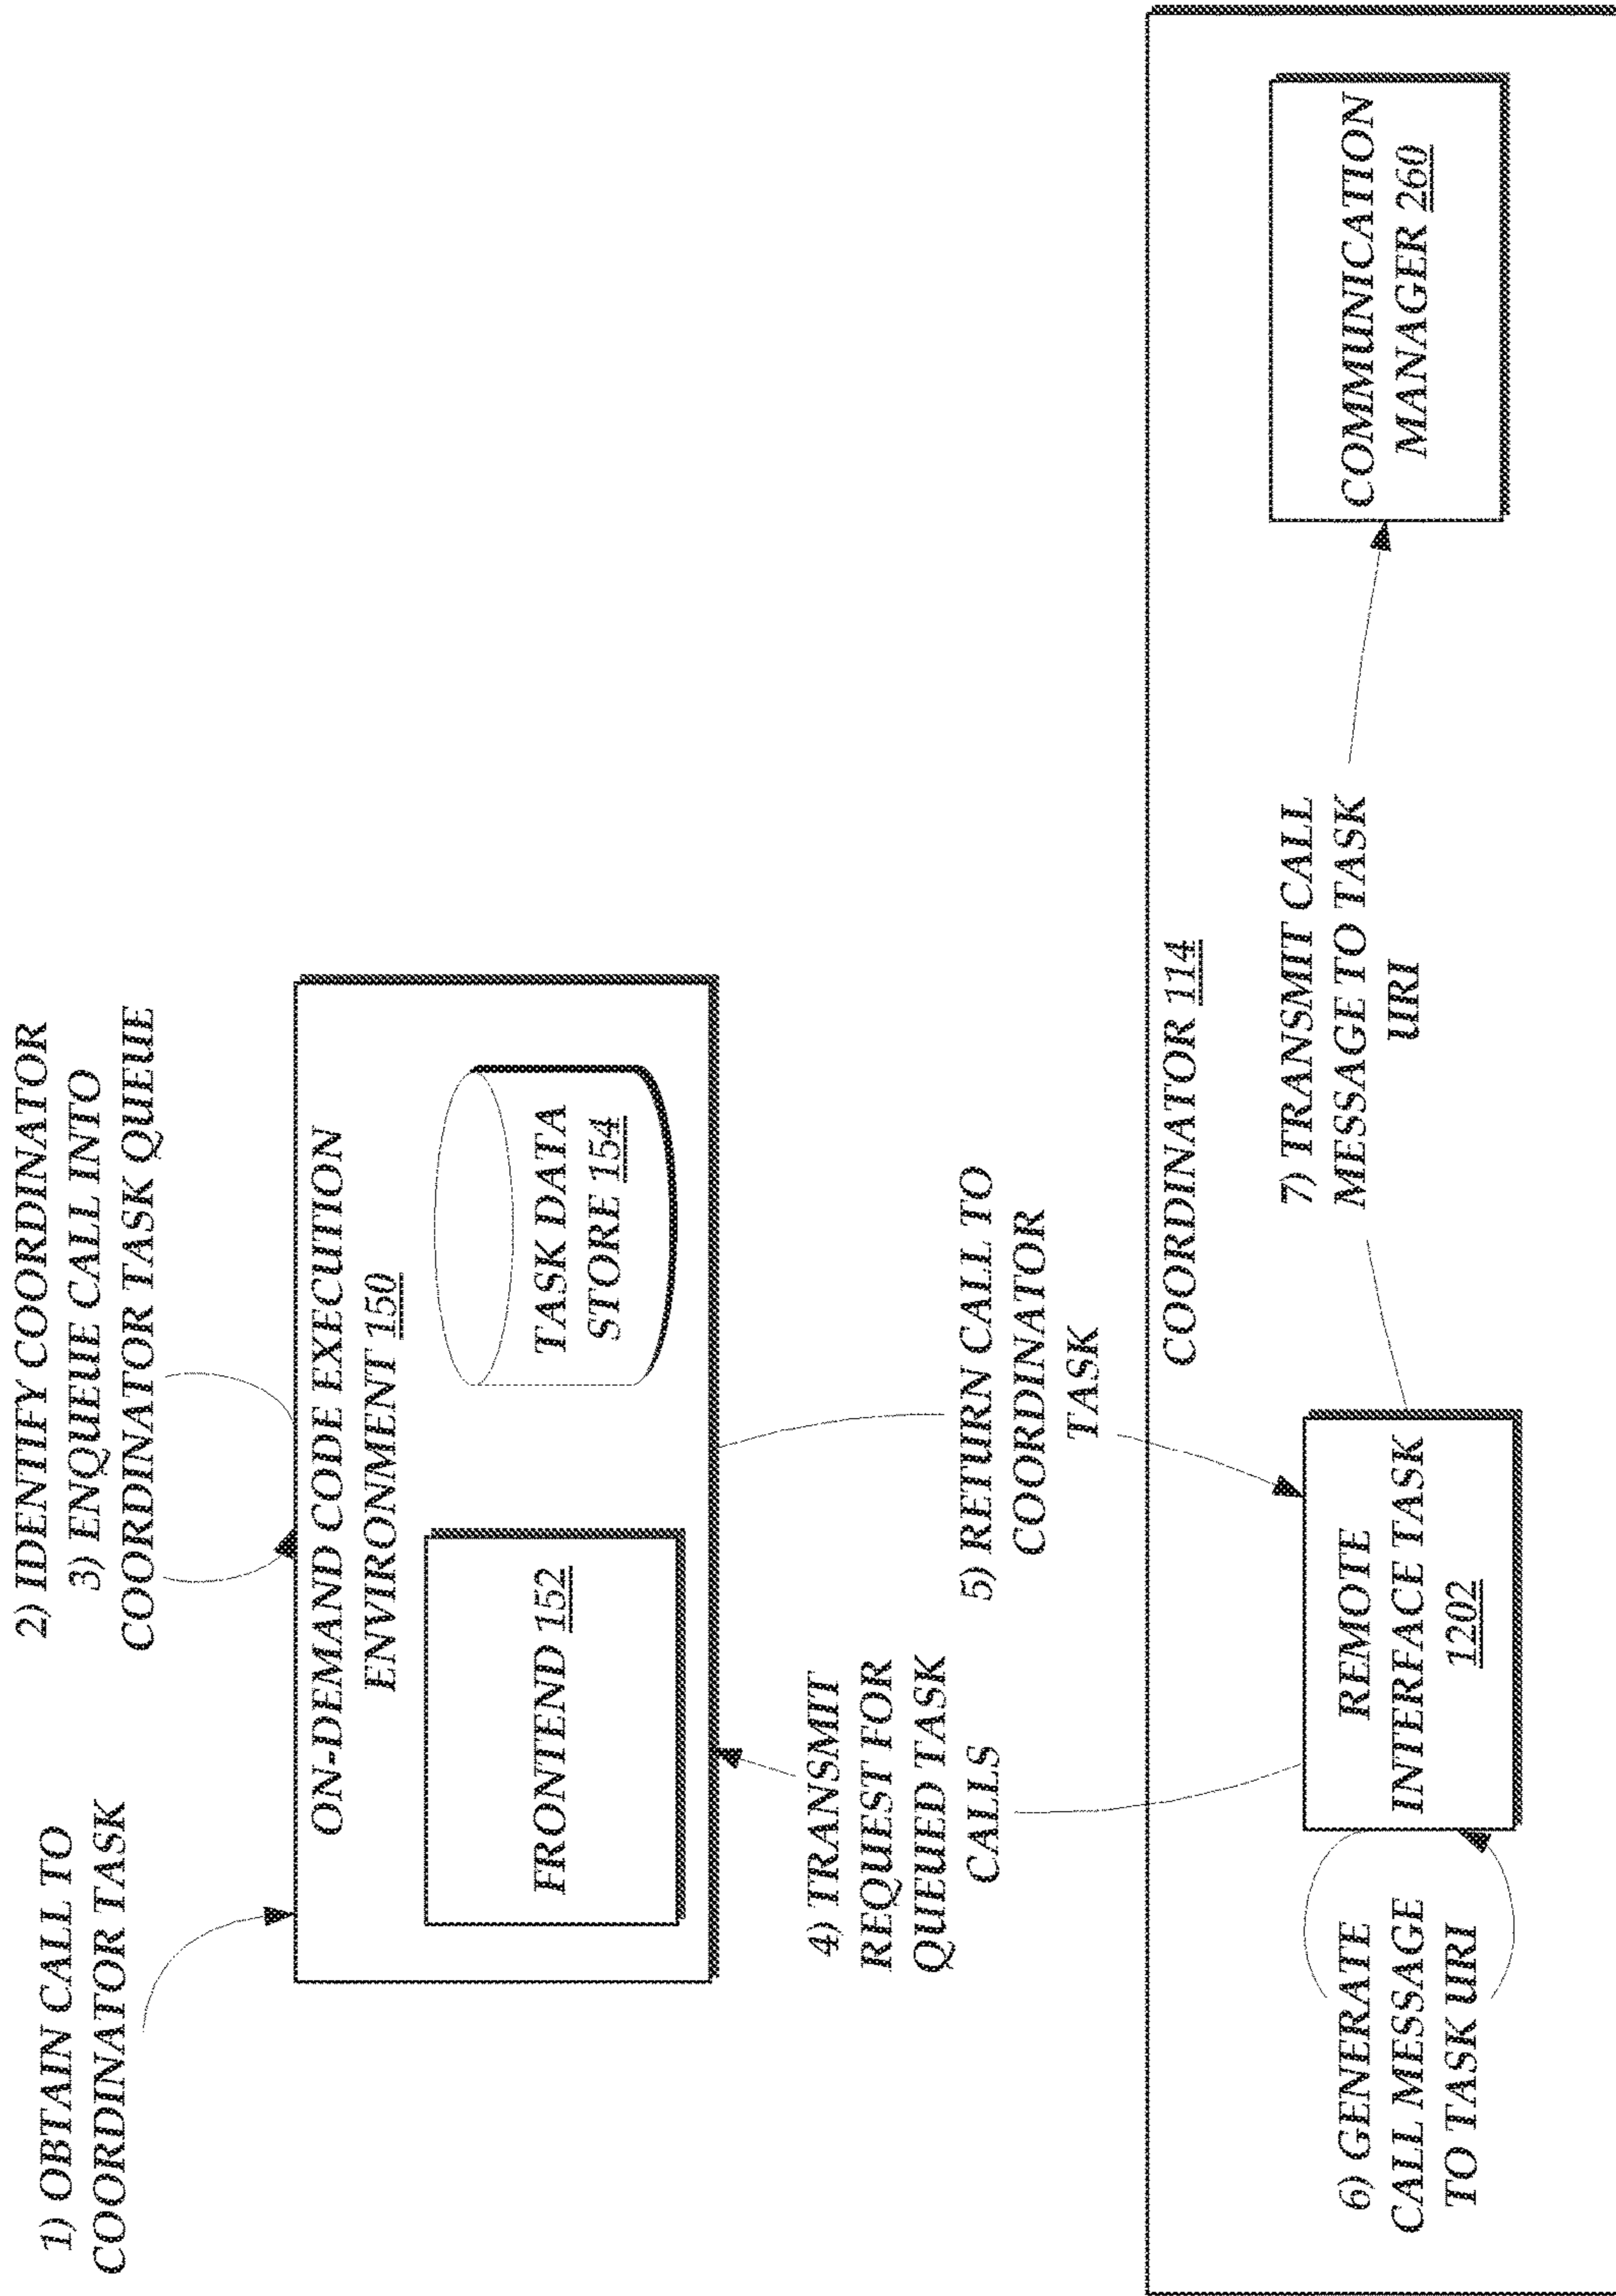 1) OBTAIN CALL TO
COORDINATOR TASK
2) IDENTIFY COORDINATOR
3) ENQUEUE CALL INTO
COORDINATOR TASK QUEUE
ON-DEMAND CODE EXECUTION
ENVIRONMENT 150
FRONTEND 152
TASK DATA
STORE 154
4) TRANSMIT
REQUEST FOR
QUEUED TASK
CALLS
5) RETURN CALL TO
COORDINATOR
TASK
COORDINATOR 114
6) GENERATE
CALL MESSAGE
TO TASK URI
REMOTE
INTERFACE TASK
1202
7) TRANSMIT CALL
MESSAGE TO TASK
URI
COMMUNICATION
MANAGER 260